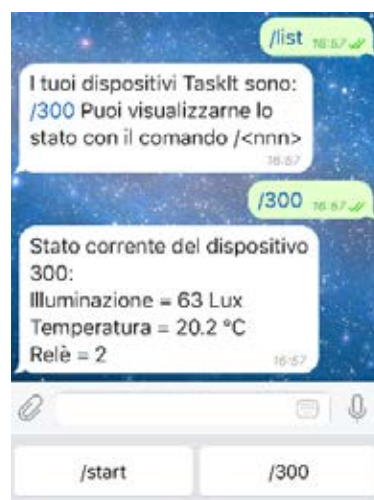 /list 16:57
I tuoi dispositivi TaskIt sono:
/300 Puoi visualizzarne lo
stato con il comando /<nnn>
16:57
/300 16:57
Stato corrente del dispositivo
300:
Illuminazione = 63 Lux
Temperatura = 20.2 °C
Relè = 2
16:57
/start
/300